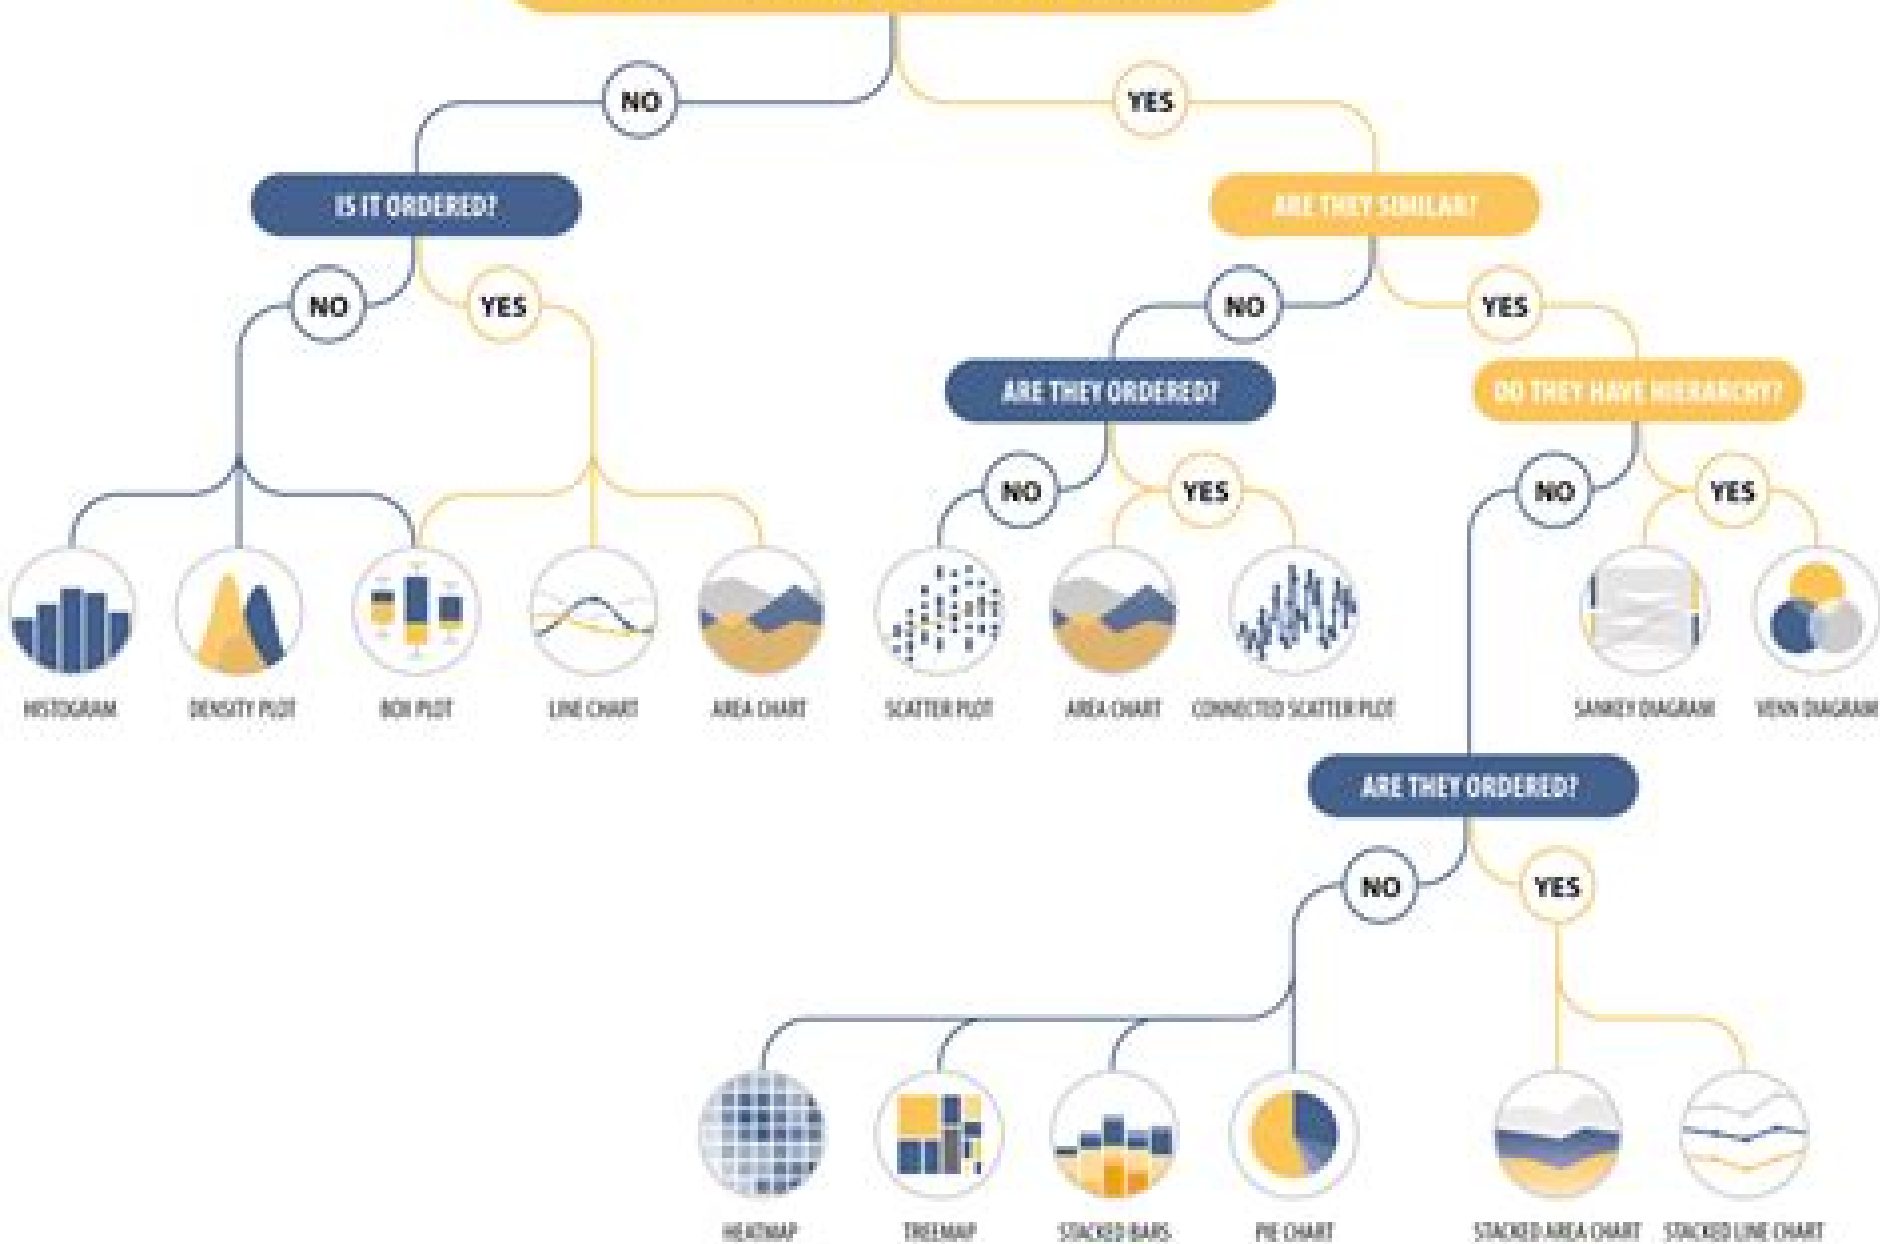 NO
YES
IS IT ORDERED?
ARE THEY SIMILAR?
NO
YES
NO
YES
ARE THEY ORDERED?
DO THEY HAVE HIERARCHY?
NO
YES
NO
YES
HISTOGRAM
DENSITY PLOT
BOX PLOT
LINE CHART
AREA CHART
SCATTER PLOT
AREA CHART
CONNECTED SCATTER PLOT
SANKEY DIAGRAM
VENN DIAGRAM
ARE THEY ORDERED?
NO
YES
HEATMAP
TREEMAP
STACKED BARS
PIE CHART
STACKED AREA CHART
STACKED LINE CHART